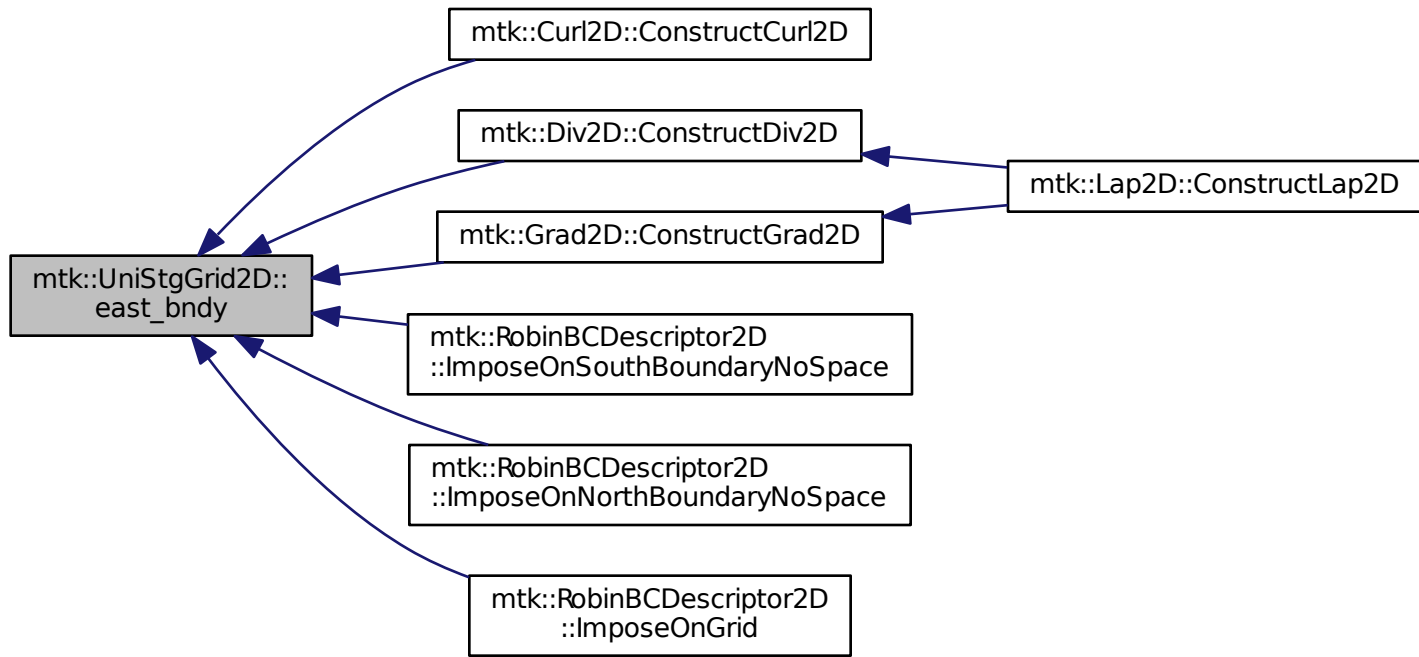 mtk::Curl2D::ConstructCurl2D
mtk::Div2D::ConstructDiv2D
mtk::Lap2D::ConstructLap2D
mtk::Grad2D::ConstructGrad2D
mtk::UniStgGrid2D::
east_bndy
mtk::RobinBCDescriptor2D
::ImposeOnSouthBoundaryNoSpace
mtk::RobinBCDescriptor2D
::ImposeOnNorthBoundaryNoSpace
mtk::RobinBCDescriptor2D
::ImposeOnGrid